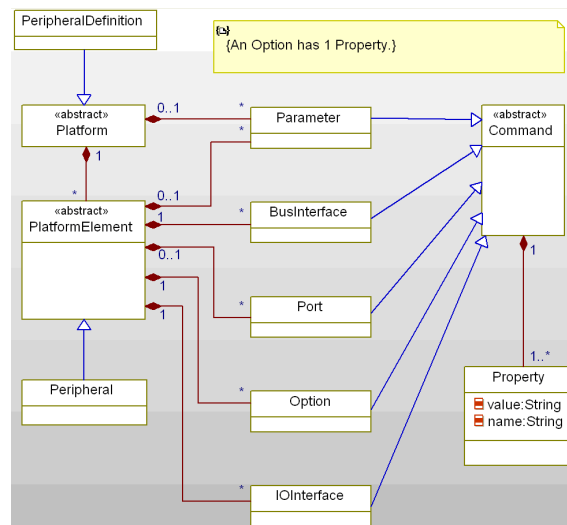 PeripheralDefinition
{An Option has 1 Property.}
«abstract»
Platform
0..1
*
Parameter
«abstract»
Command
1
*
*
0..1
«abstract»
PlatformElement
1
*
BusInterface
0..1
1
1
*
Port
1
1..*
Peripheral
*
Option
Property
value:String
name:String
*
IOInterface